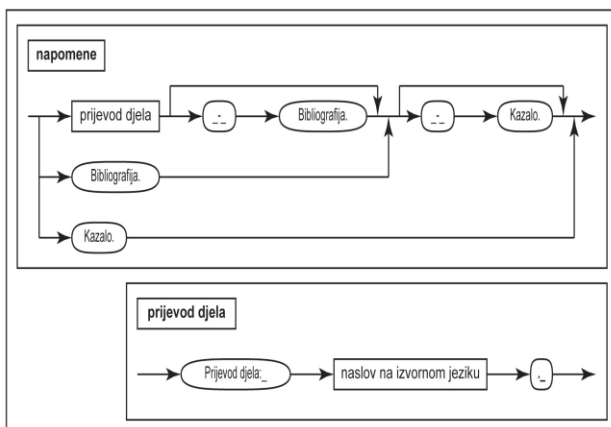 napomene
prijevod djela
_-_
Bibliografija.
_-_
Kazalo.
Bibliografija.
Kazalo.
prijevod djela
Prijevod djela:_
naslov na izvornom jeziku
._